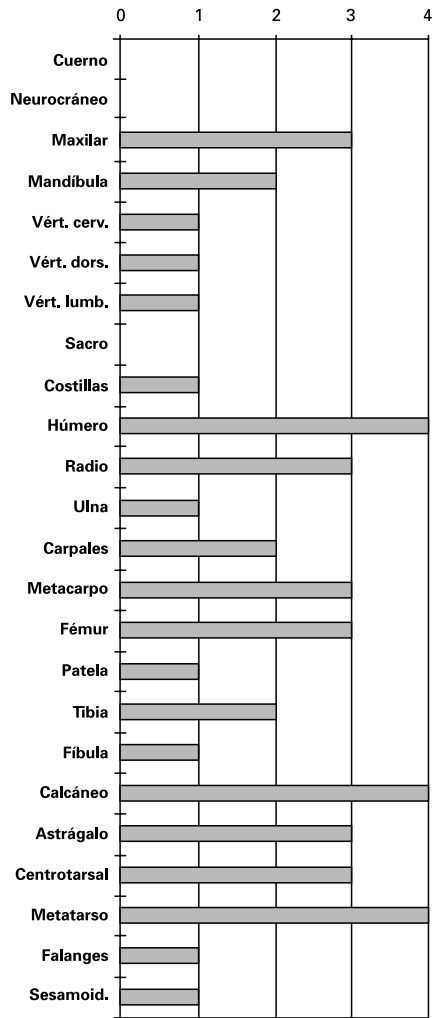 0 1 2 3 4
Cuerno
Neurocráneo
Maxilar
Mandíbula
Vért. cerv.
Vért. dors.
Vért. lumb.
Sacro
Costillas
Húmero
Radio
Ulna
Carpales
Metacarpo
Fémur
Patela
Tibia
Fíbula
Calcáneo
Astrágalo
Centrotarsal
Metatarso
Falanges
Sesamoid.